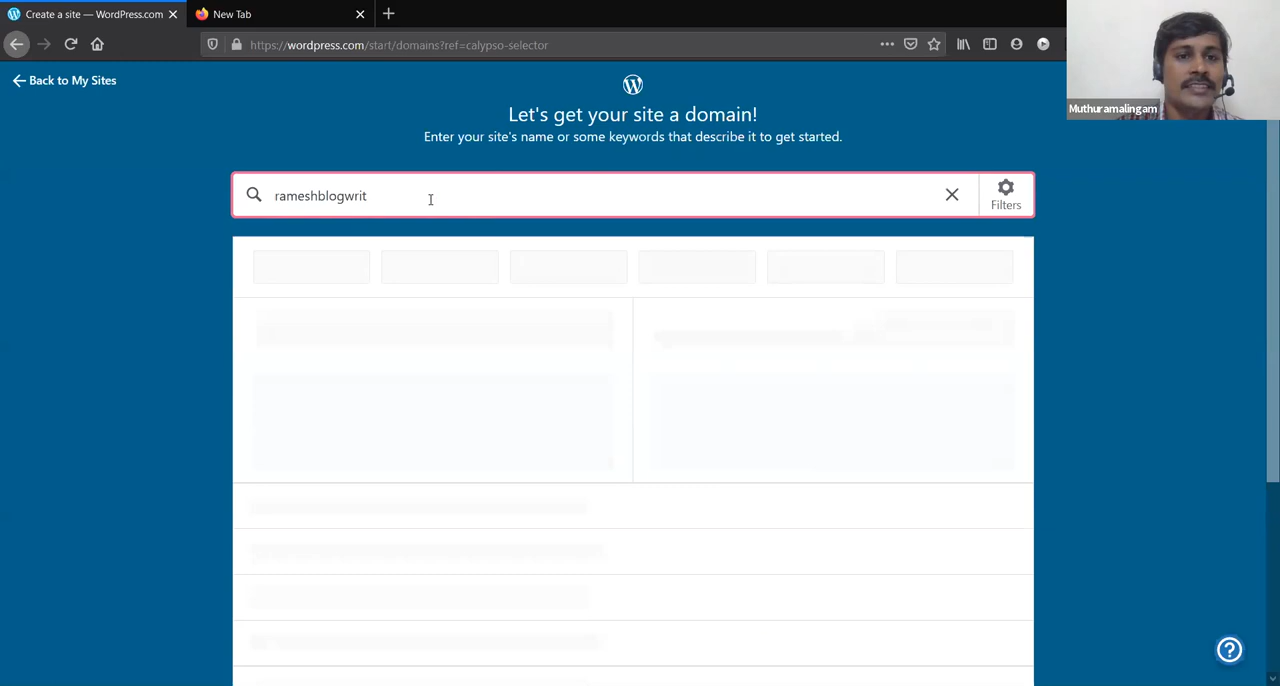 Create a site — WordPress.com
New Tab
https://wordpress.com/start/domains?ref=calypso-selector
Muthuramalingam
Back to My Sites
Let's get your site a domain!
Enter your site's name or some keywords that describe it to get started.
rameshblogwrit
Filters